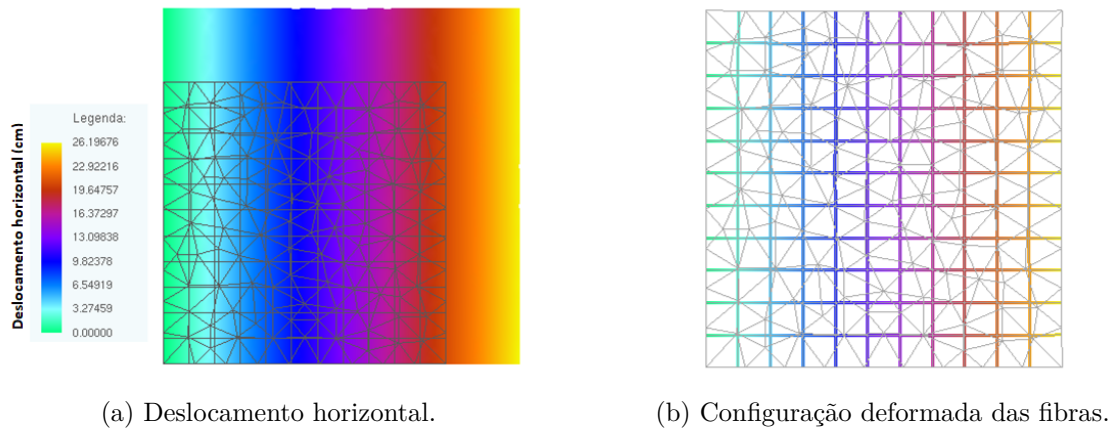 Deslocamento horizontal (cm)
Legenda:
26.19676
22.92216
19.64757
16.37297
13.09838
9.82378
6.54919
3.27459
0.00000
(a) Deslocamento horizontal.
(b) Configuração deformada das fibras.